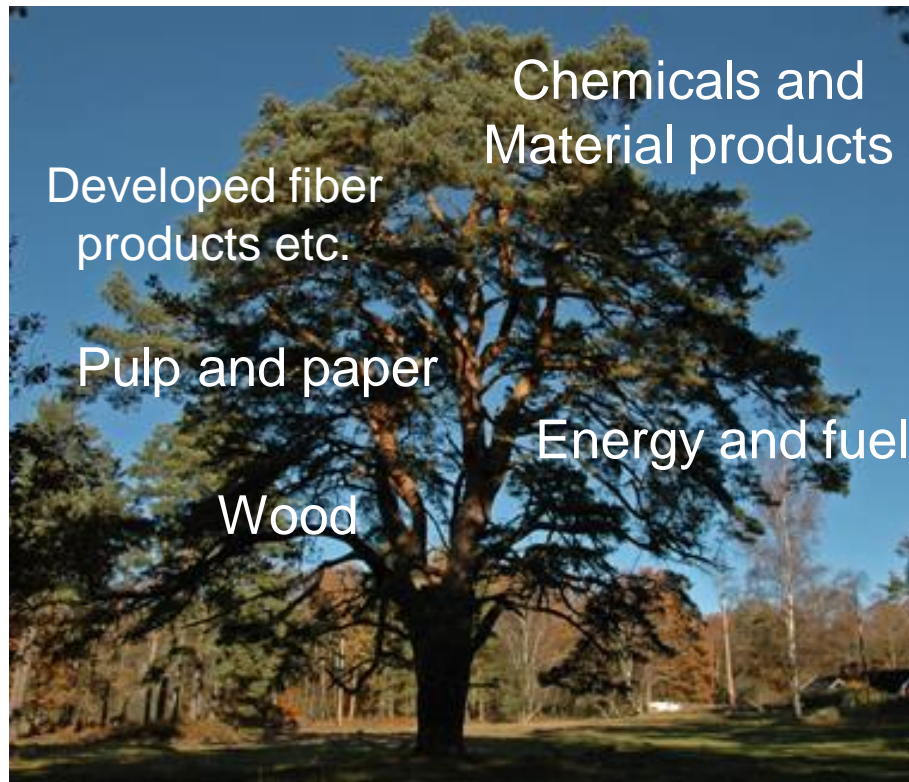 Chemicals and
Material products
Developed fiber
products etc.
Pulp and paper
Energy and fuel
Wood